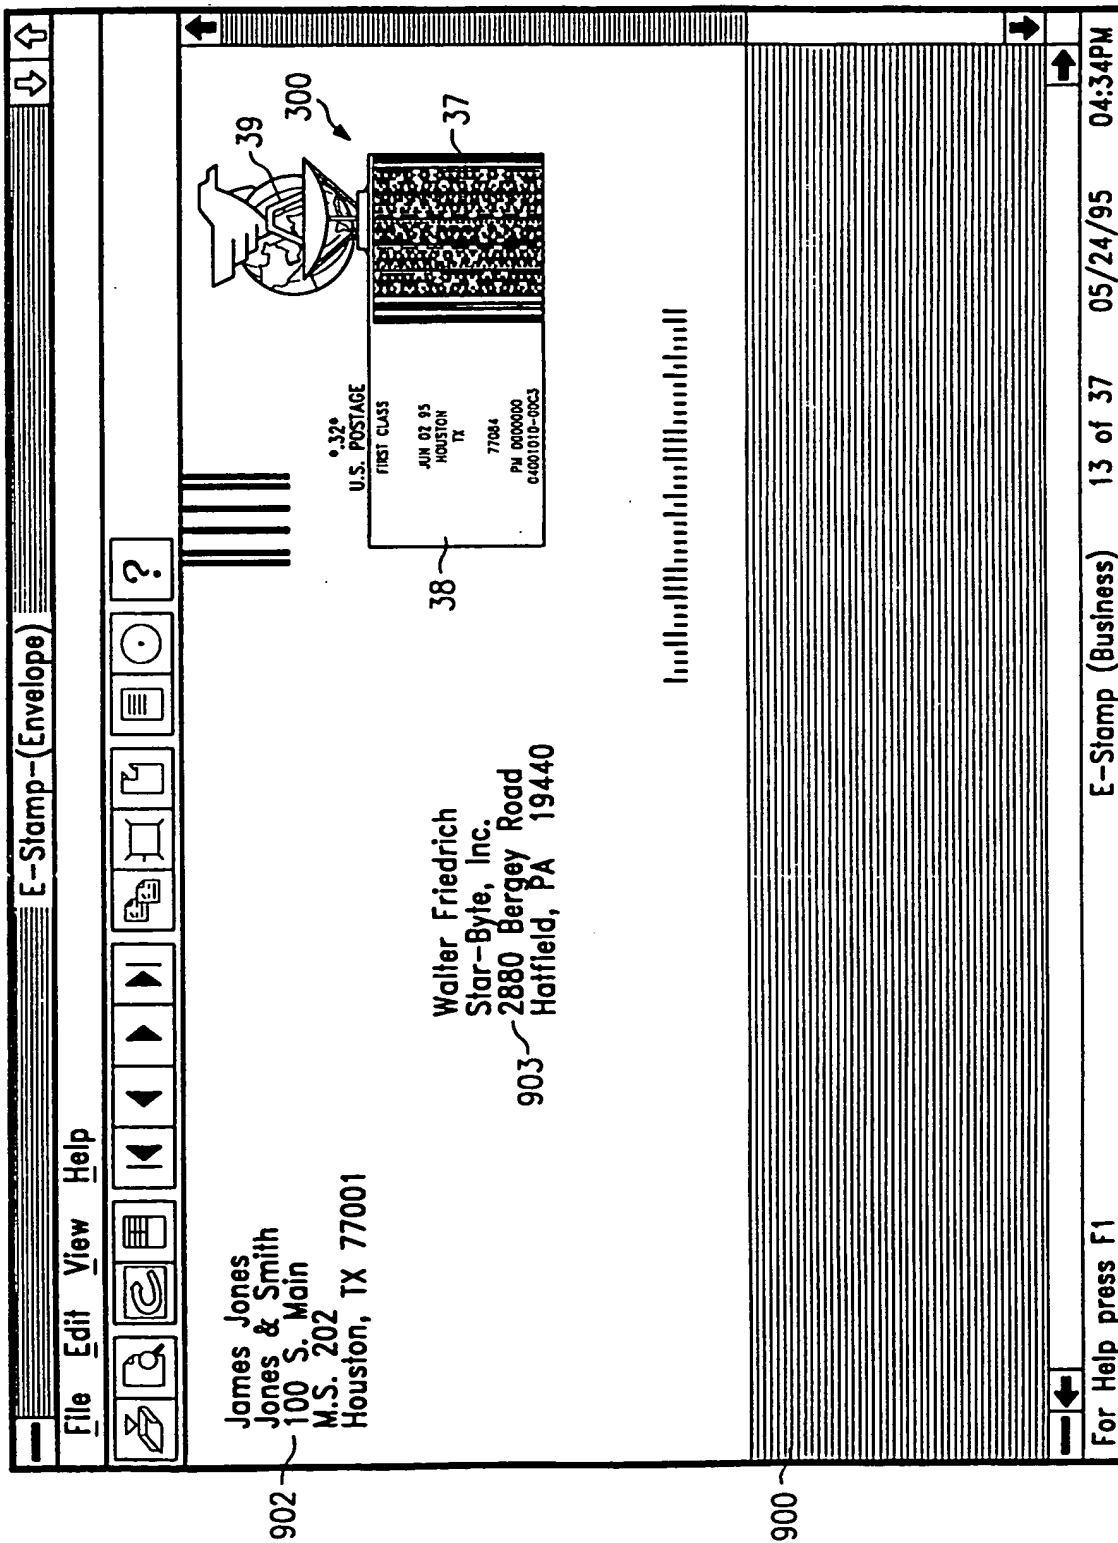 E-Stamp-(Envelope)
File Edit View Help
?
James Jones
Jones & Smith
902
100 S. Main
M.S. 202
Houston, TX 77001
39
300
37
.32¢
U.S. POSTAGE
FIRST CLASS
JUN 02 95
HOUSTON
TX
77084
PM 0000000
04001010-00C3
38
Walter Friedrich
Star-Byte, Inc.
903
2880 Bergey Road
Hatfield, PA 19440
900
For Help press F1 E-Stamp (Business) 13 of 37 05/24/95 04:34PM